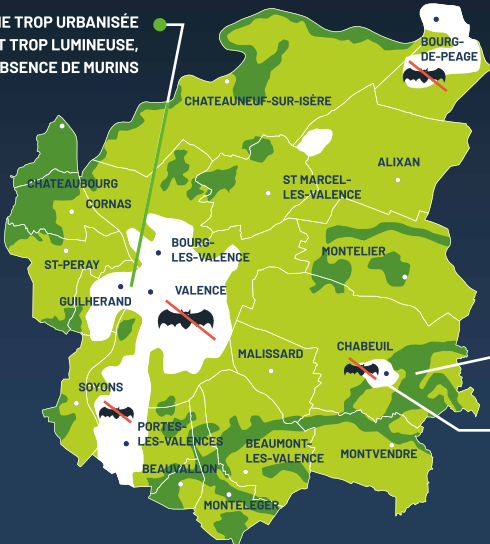 NE TROP URBANISÉE
T TROP LUMINEUSE,
BSENCE DE MURINS
BOURG-
DE-PEAGE
CHATEAUNEUF-SUR-ISÈRE
ALIXAN
ST MARCEL-
LES-VALENCE
CHATEAUBOURG
CORNAS
BOURG-
LES-VALENCE
MONTELIER
ST-PERAY
VALENCE
GUILHERAND
CHABEUIL
MALISSARD
SOYONS
PORTES-
LES-VALENCES
BEAUMONT-
LES-VALENCE
MONTVENDRE
BEAUVALLON
MONTELEGER